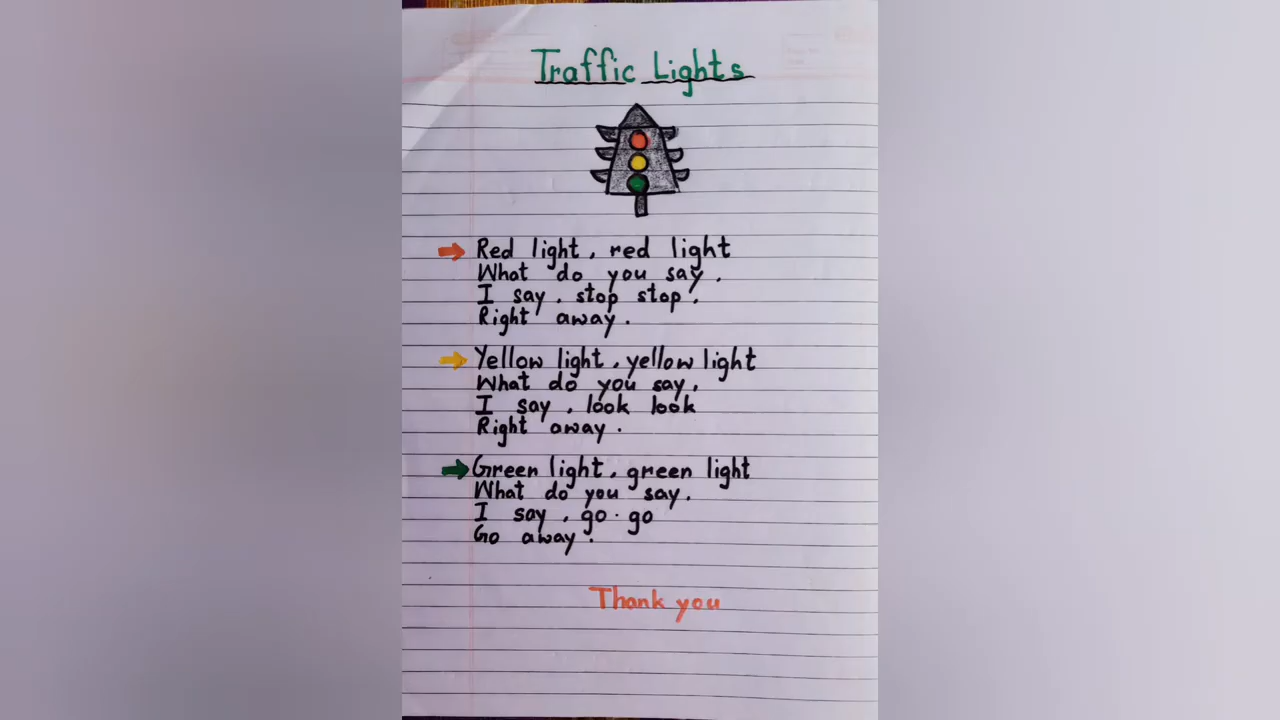 Traffic Lights
Red light, red light
What do you say.
I say, stop stop,
Right away.
Yellow light, yellow light
What do you say,
I say, look look
Right away.
Green light, green light
What do you say,
I say, go. go
Go away.
Thank you